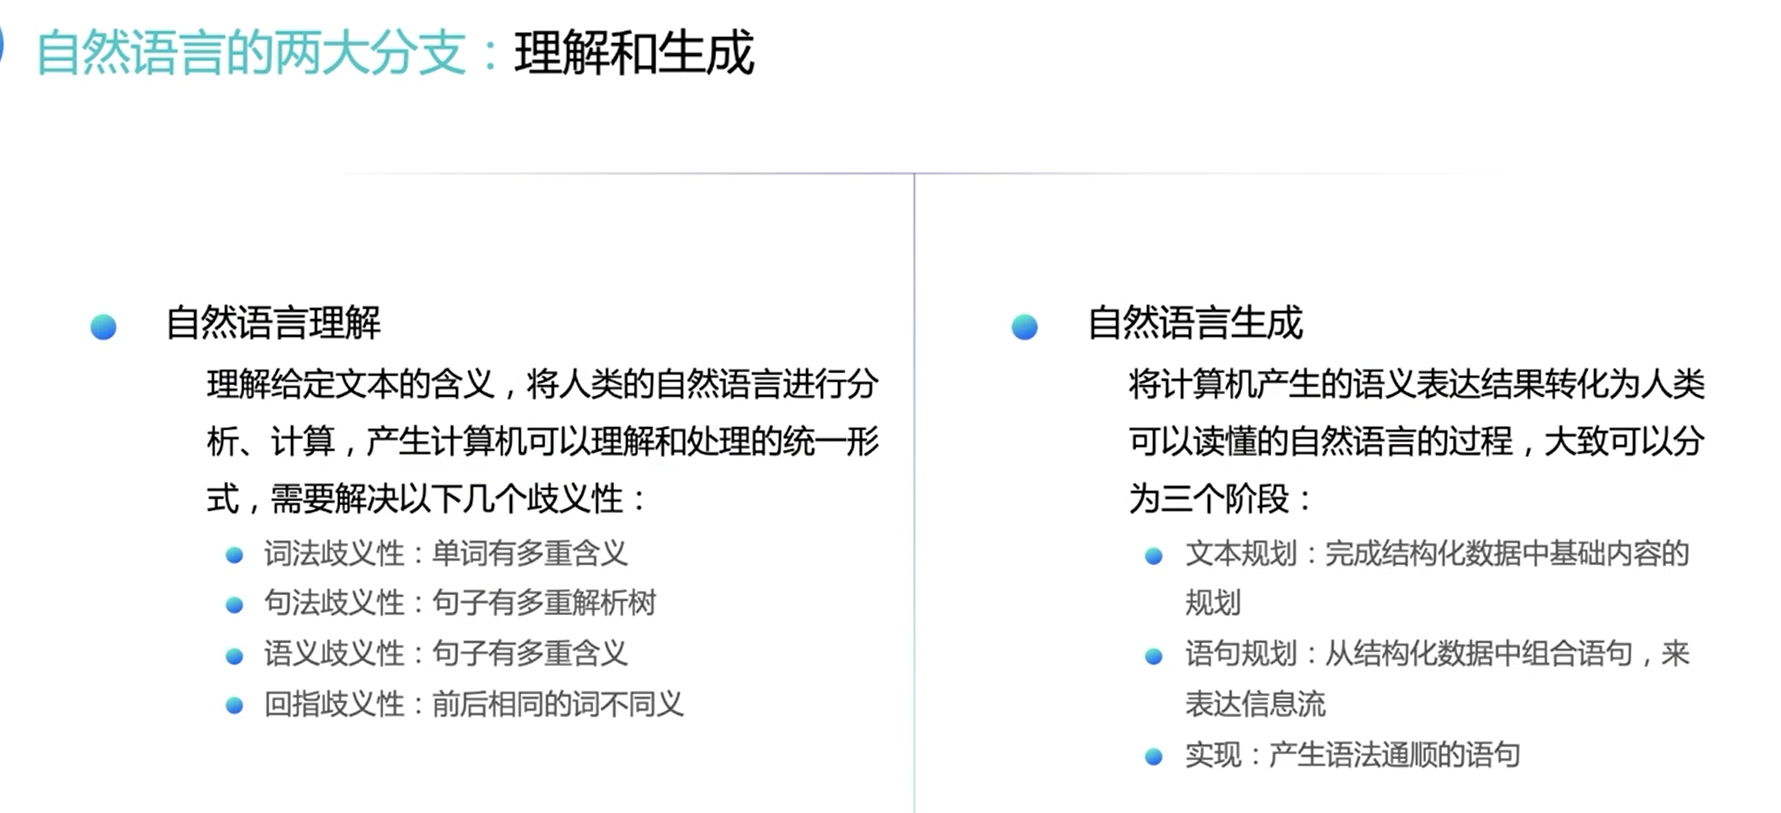 自然语言的两大分支：理解和生成
自然语言理解
理解给定文本的含义，将人类的自然语言进行分
析、计算，产生计算机可以理解和处理的统一形
式，需要解决以下几个歧义性：
词法歧义性：单词有多重含义
句法歧义性：句子有多重解析树
语义歧义性：句子有多重含义
回指歧义性：前后相同的词不同义
自然语言生成
将计算机产生的语义表达结果转化为人类
可以读懂的自然语言的过程，大致可以分
为三个阶段：
文本规划：完成结构化数据中基础内容的
规划
语句规划：从结构化数据中组合语句，来
表达信息流
实现：产生语法通顺的语句